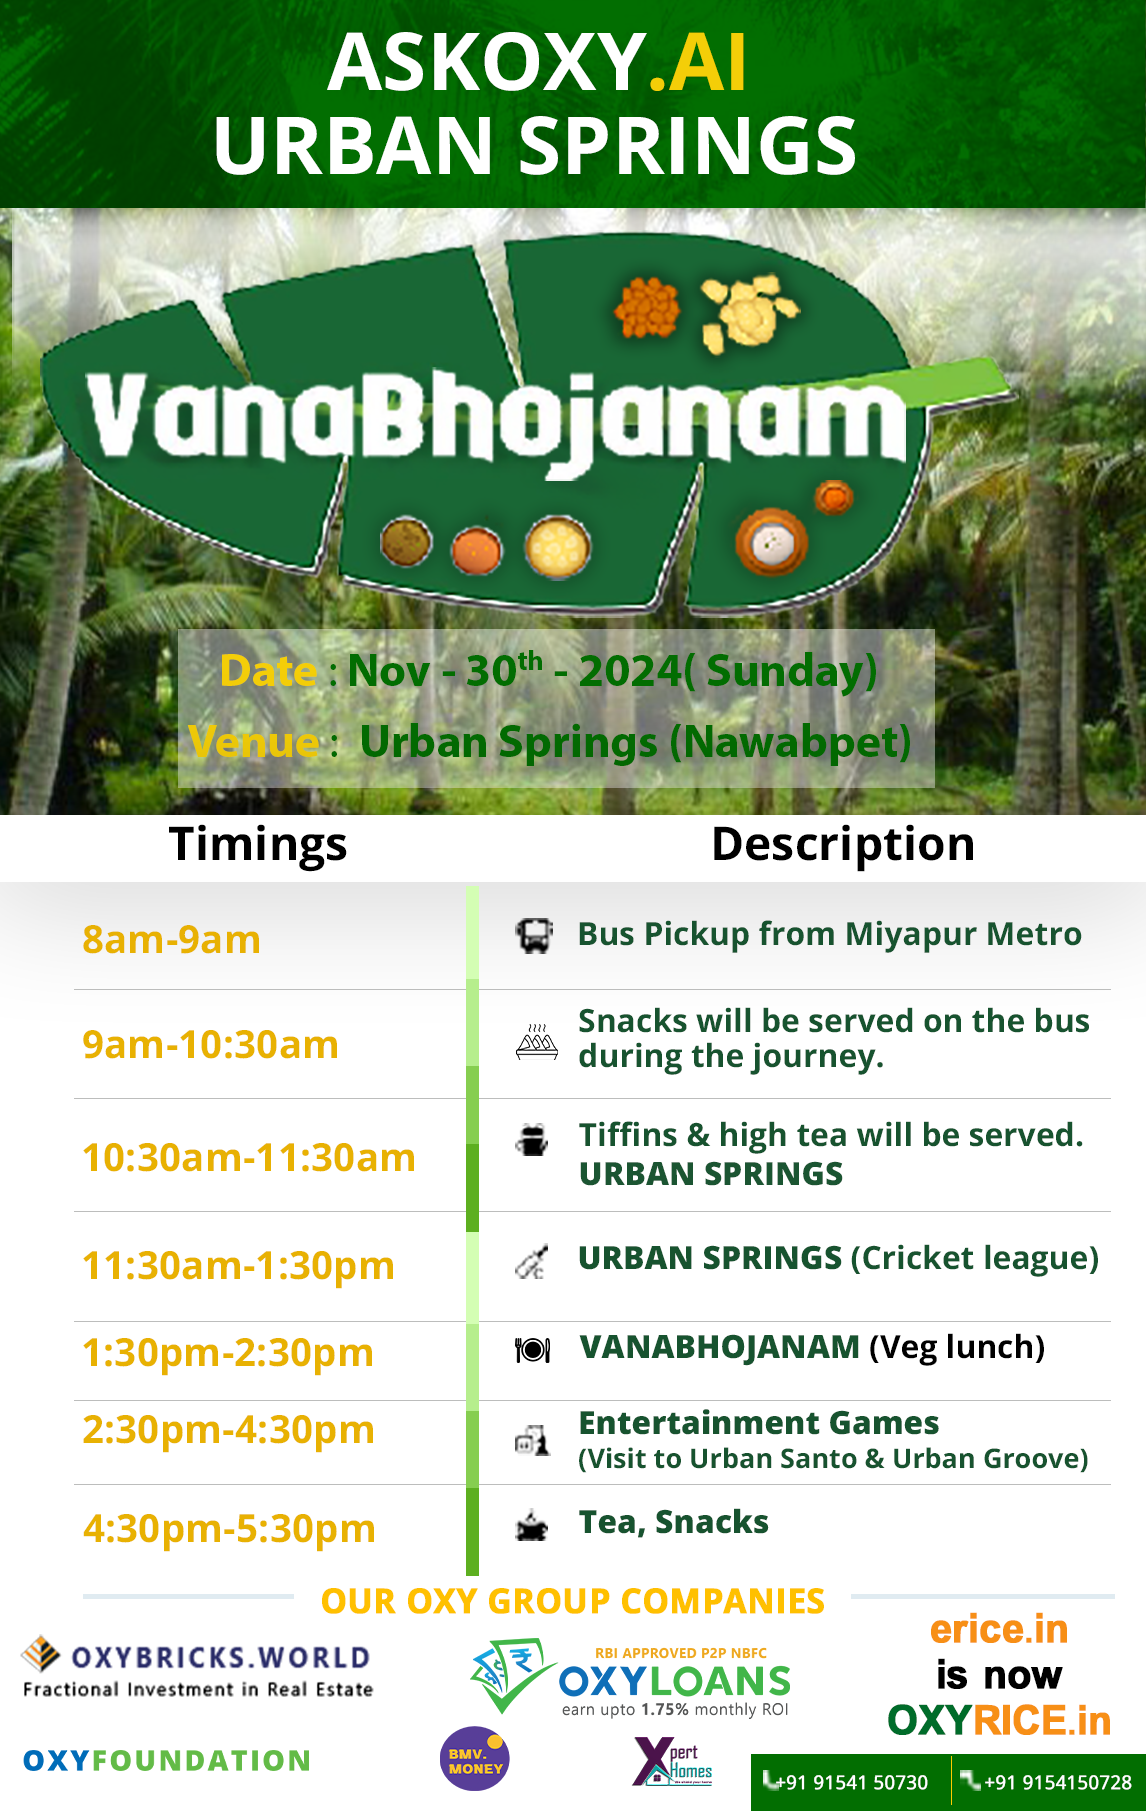 ASKOXY.AI
URBAN SPRINGS
VanaBhojanam
Date : Nov - 30th - 2024( Sunday)
Venue : Urban Springs (Nawabpet)
Timings Description
8am-9am Bus Pickup from Miyapur Metro
9am-10:30am Snacks will be served on the bus
during the journey.
10:30am-11:30am Tiffins & high tea will be served.
URBAN SPRINGS
11:30am-1:30pm URBAN SPRINGS (Cricket league)
1:30pm-2:30pm VANABHOJANAM (Veg lunch)
2:30pm-4:30pm Entertainment Games
(Visit to Urban Santo & Urban Groove)
4:30pm-5:30pm Tea, Snacks
OUR OXY GROUP COMPANIES
OXYBRICKS.WORLD
Fractional Investment in Real Estate
RBI APPROVED P2P NBFC
OXYLOANS
earn upto 1.75% monthly ROI
erice.in
is now
OXYRICE.in
OXYFOUNDATION
BMV.
MONEY
Xpert
Homes
+91 91541 50730
+91 9154150728